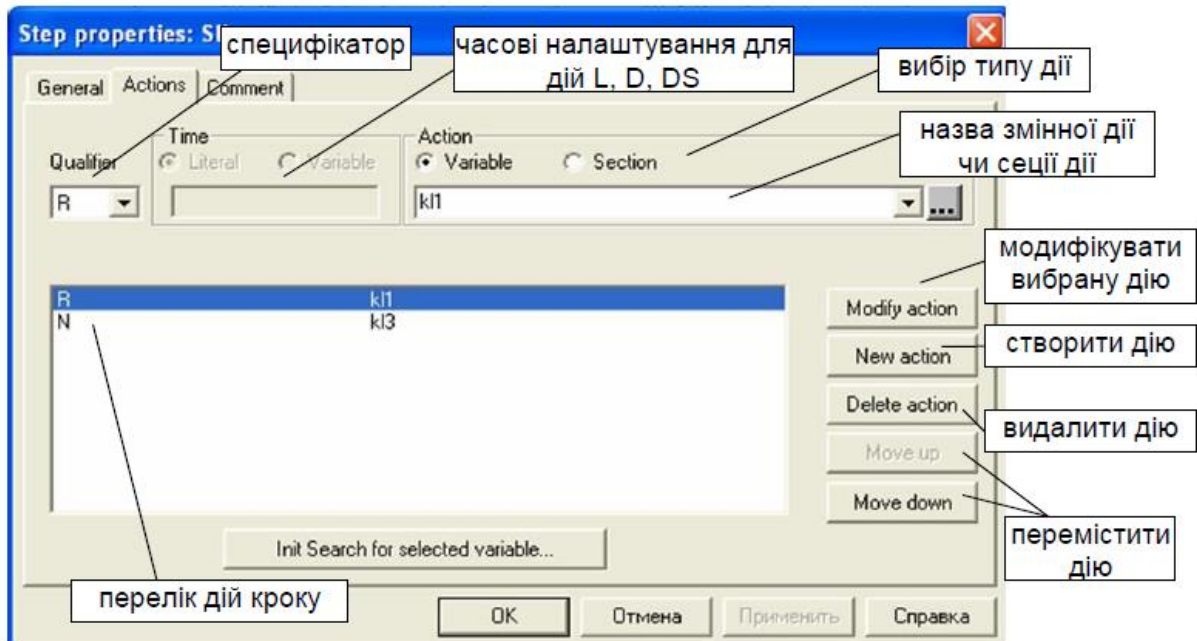 Step properties:
специфікатор
часові налаштування для
дій L, D, DS
вибір типу дії
General Actions Comment
назва змінної дії
чи сеції дії
Time
Action
Qualifier
Literal Variable
Variable Section
R
kl1
...
модифікувати
вибрану дію
R kl1
N kl3
Modify action
New action
створити дію
Delete action
видалити дію
Move up
Move down
перемістити
дію
Init Search for selected variable...
перелік дій кроку
OK Отмена Применить Справка